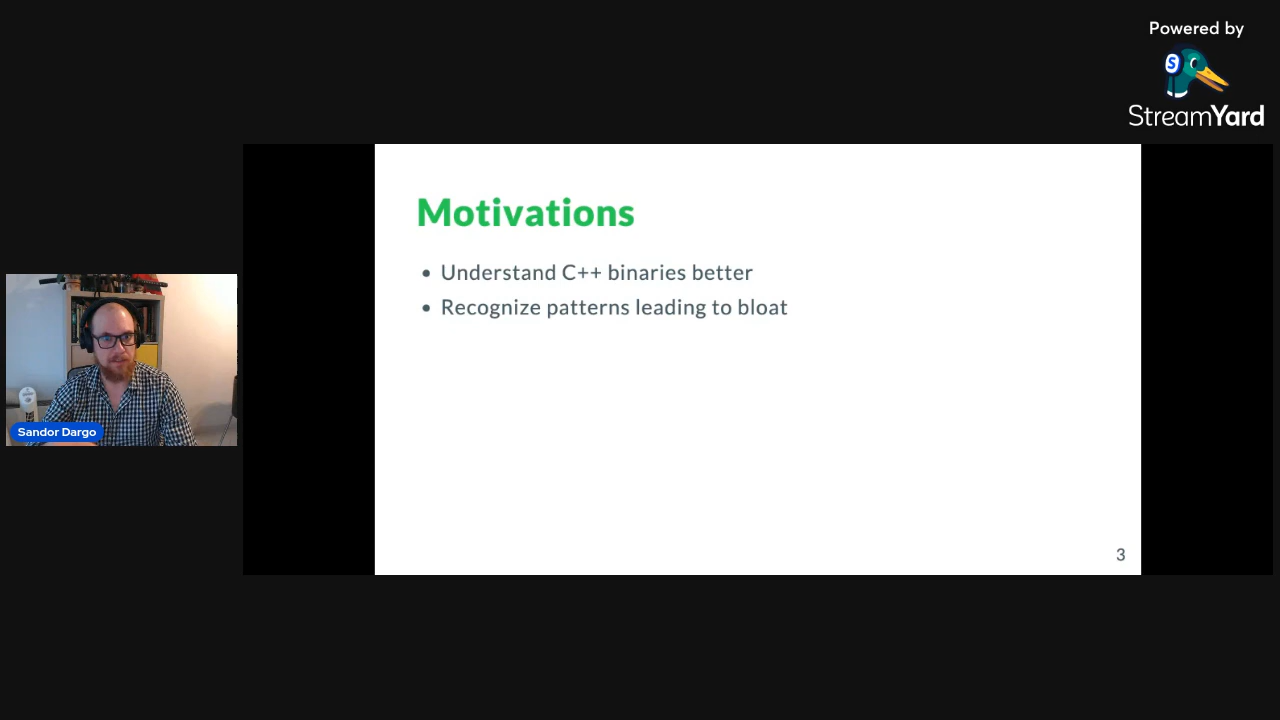 Powered by
S
StreamYard
Motivations
• Understand C++ binaries better
• Recognize patterns leading to bloat
Sandor Dargo
3